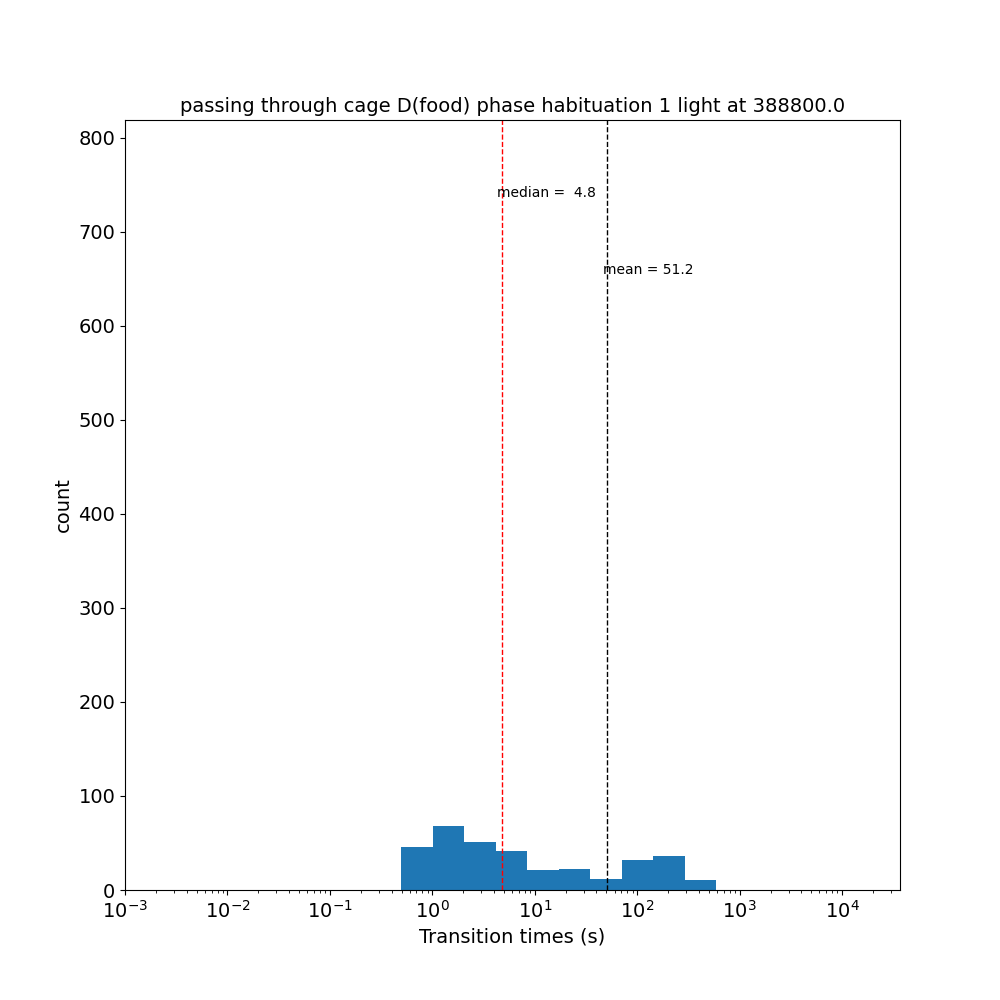 passing through cage D(food) phase habituation 1 light at 388800.0
800
700
600
500
400
300
200
100
0
count
median =  4.8
mean = 51.2
10⁻³ 10⁻² 10⁻¹ 10⁰ 10¹ 10² 10³ 10⁴
Transition times (s)